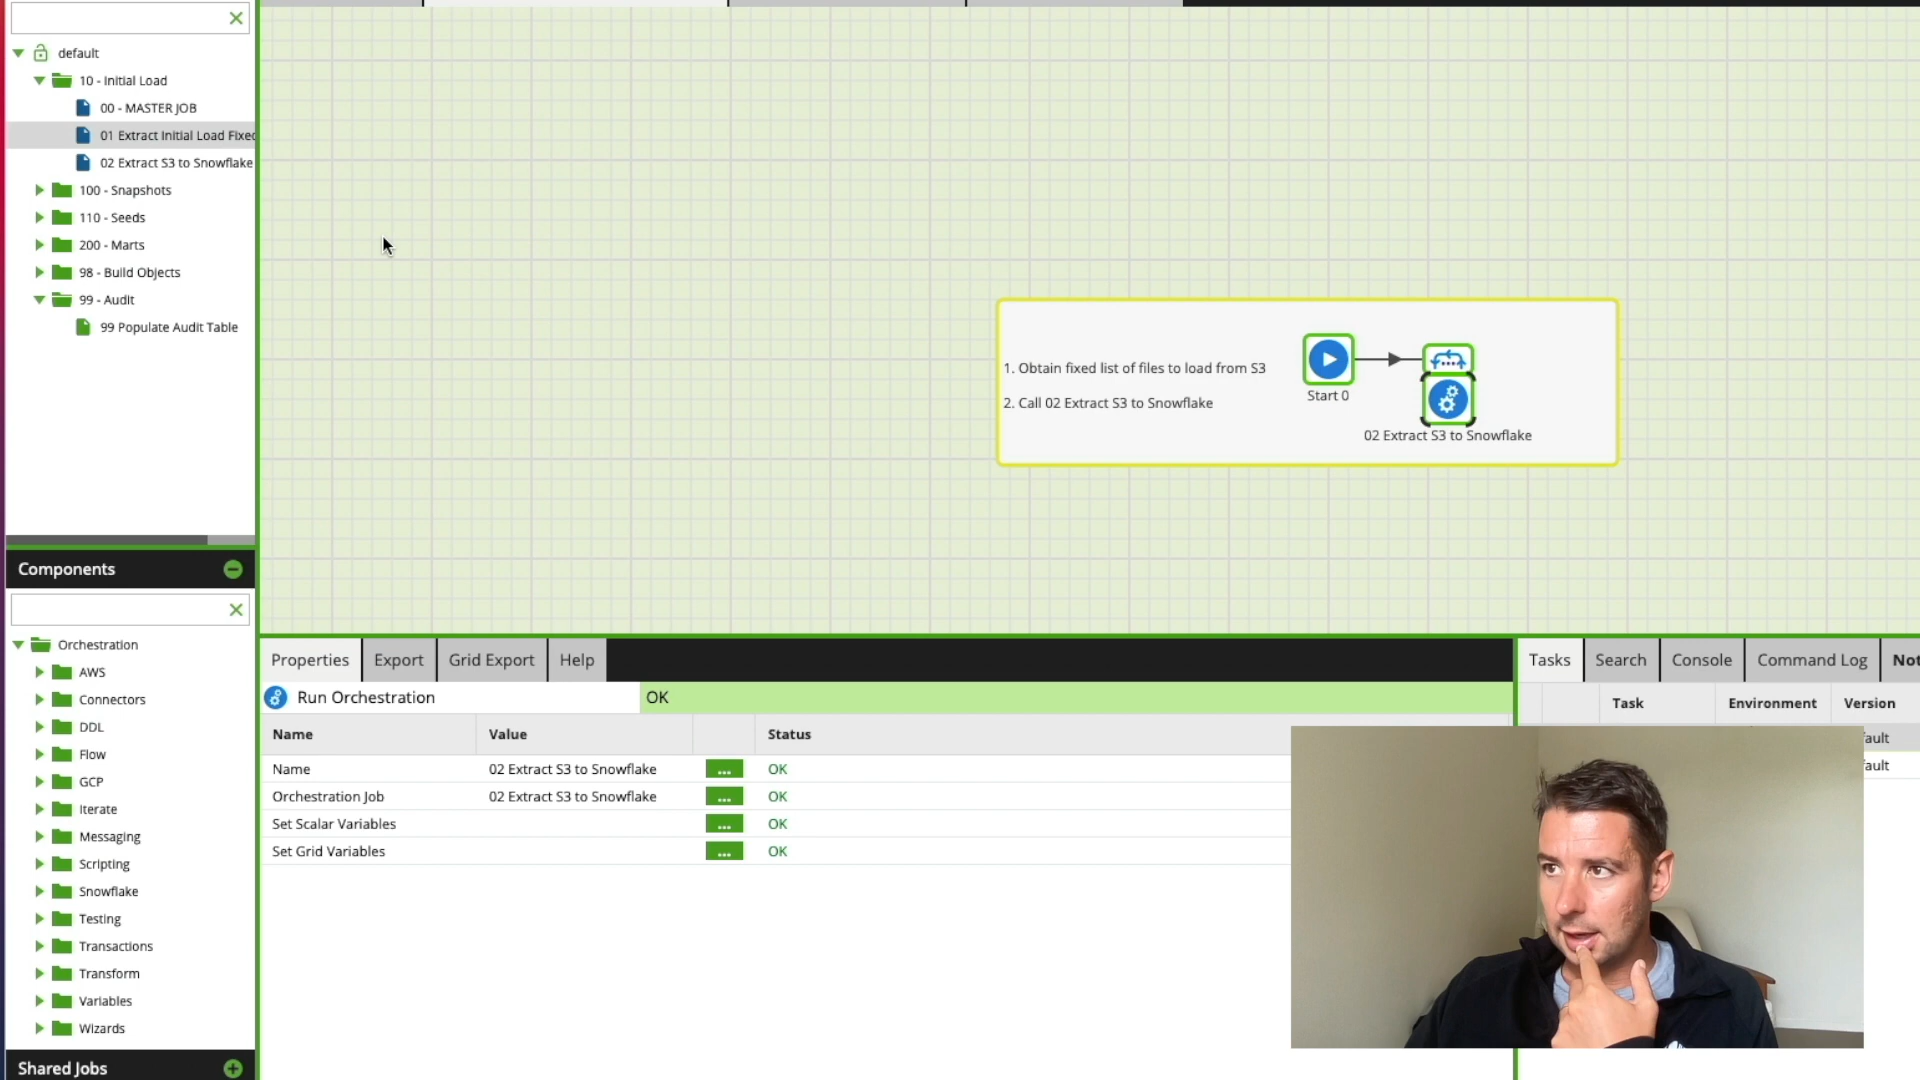 default
10 - Initial Load
00 - MASTER JOB
01 Extract Initial Load Fixed
02 Extract S3 to Snowflake
100 - Snapshots
110 - Seeds
200 - Marts
98 - Build Objects
99 - Audit
99 Populate Audit Table
Components
Orchestration
AWS
Connectors
DDL
Flow
GCP
Iterate
Messaging
Scripting
Snowflake
Testing
Transactions
Transform
Variables
Wizards
Shared Jobs
1. Obtain fixed list of files to load from S3
2. Call 02 Extract S3 to Snowflake
Start 0
02 Extract S3 to Snowflake
Properties Export Grid Export Help
Run Orchestration OK
Name Value Status
Name 02 Extract S3 to Snowflake ... OK
Orchestration Job 02 Extract S3 to Snowflake ... OK
Set Scalar Variables ... OK
Set Grid Variables ... OK
Tasks Search Console Command Log Not
Task Environment Version
ault
ault